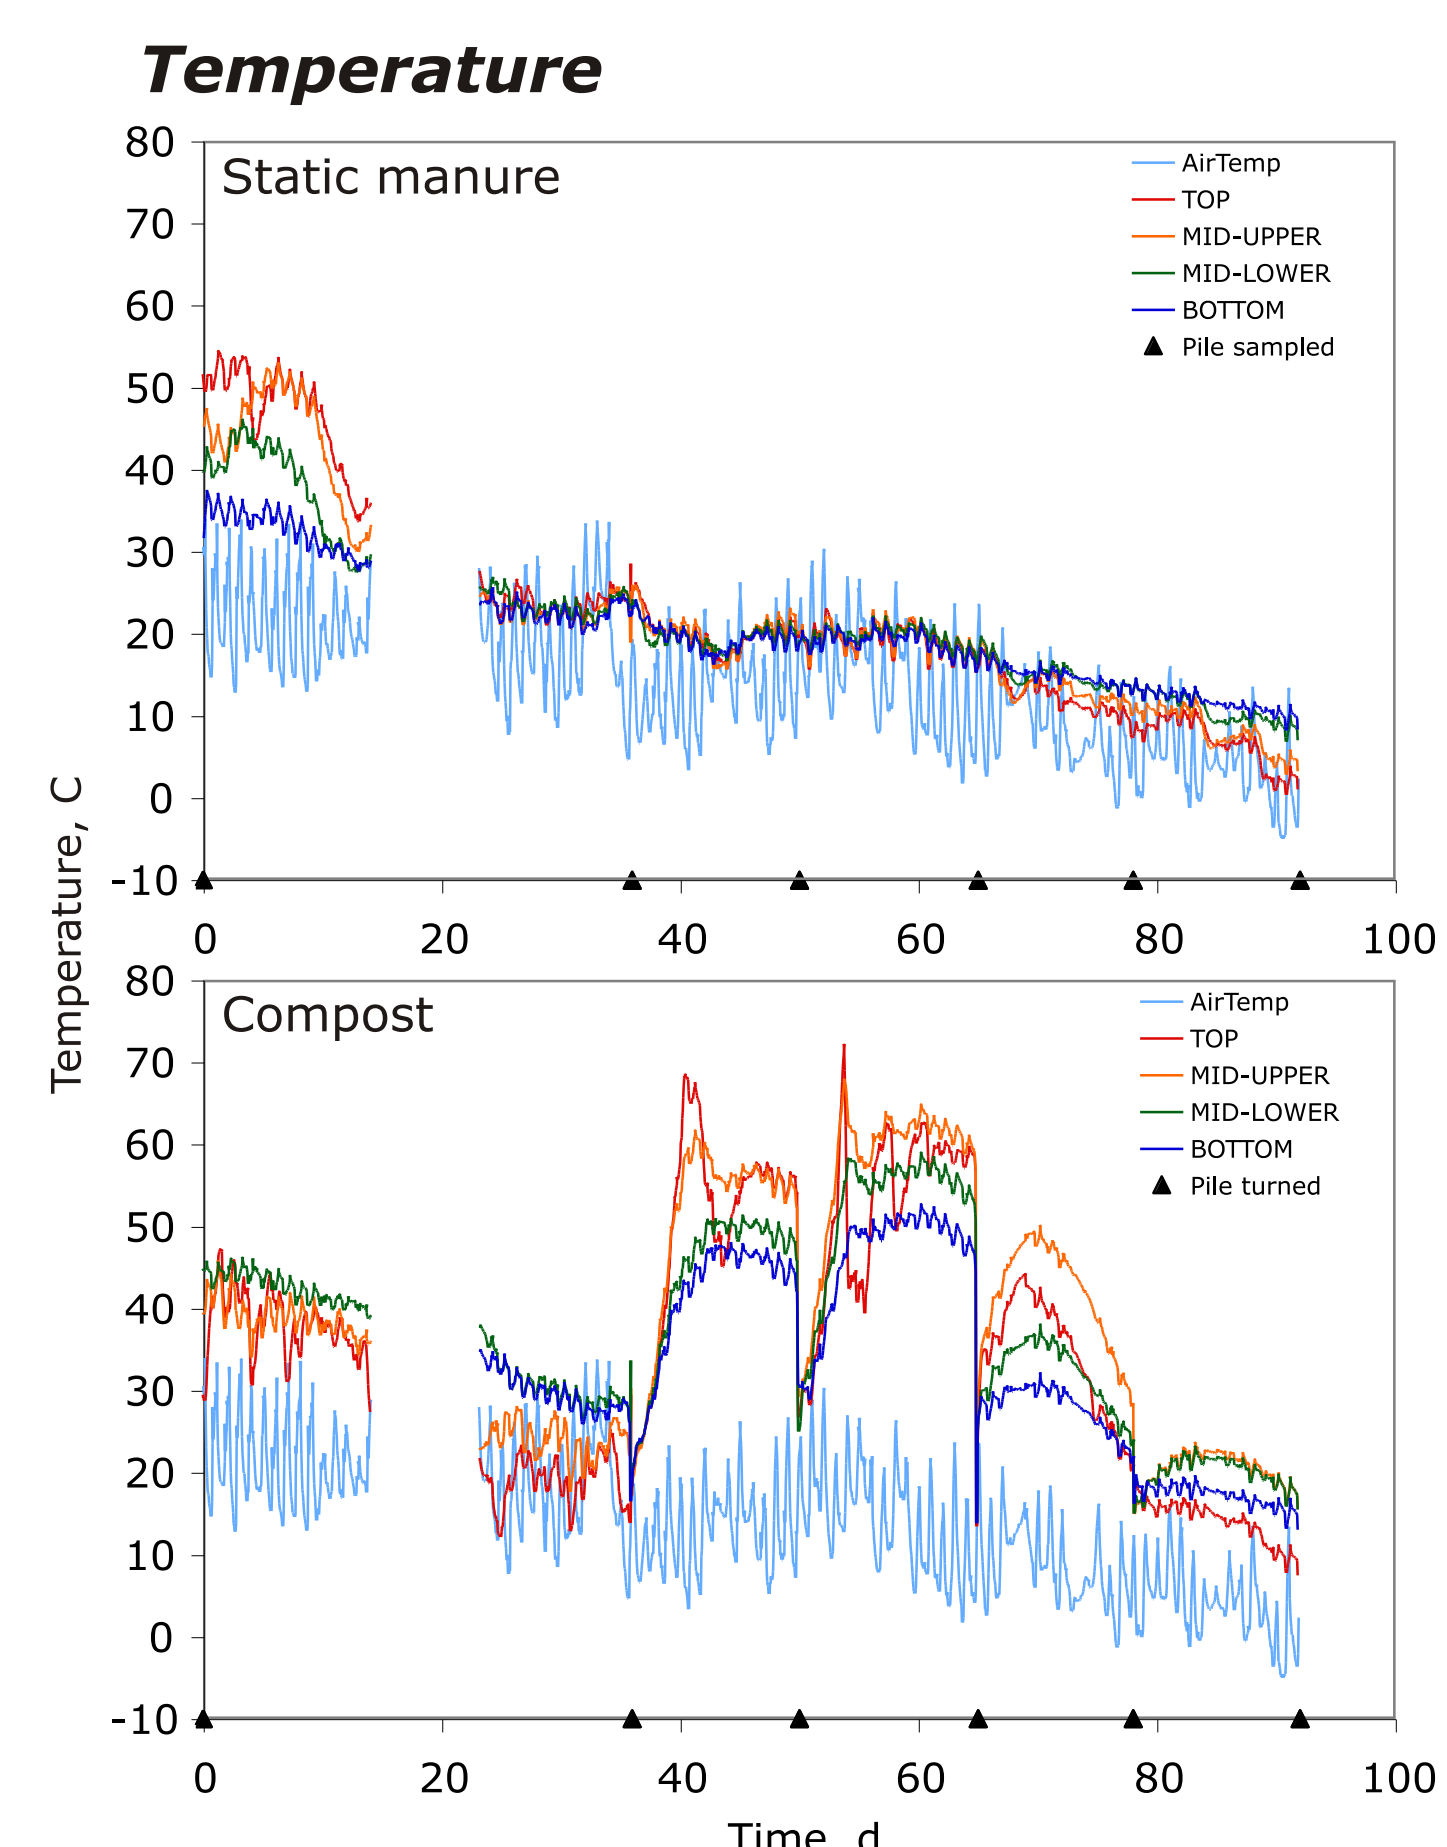 Temperature
80
Static manure
70
60
50
40
30
20
10
0
-10
AirTemp
TOP
MID-UPPER
MID-LOWER
BOTTOM
Pile sampled
0 20 40 60 80 100
Temperature, C
80
Compost
70
60
50
40
30
20
10
0
-10
AirTemp
TOP
MID-UPPER
MID-LOWER
BOTTOM
Pile turned
0 20 40 60 80 100
Time, d